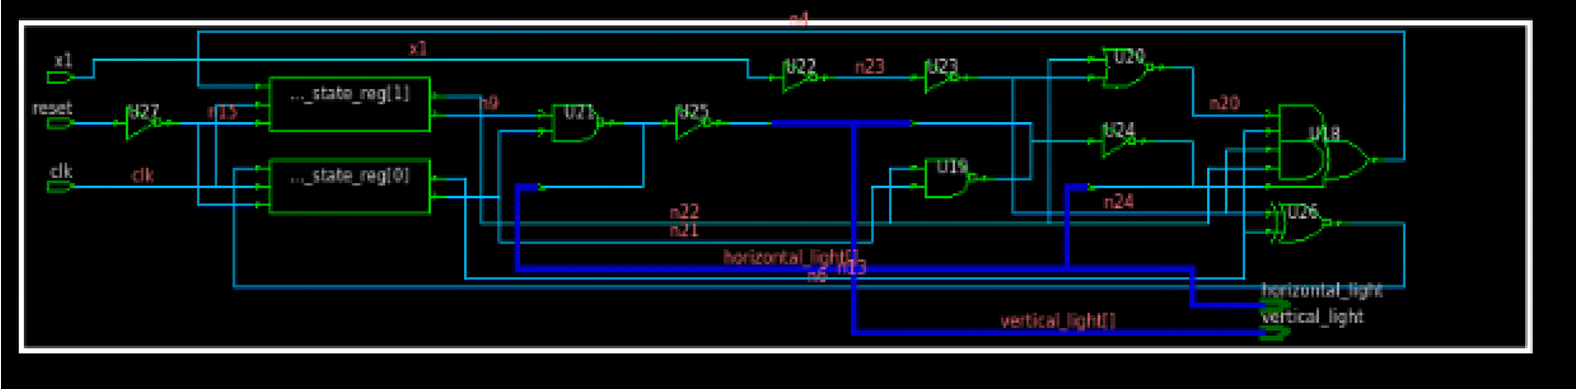 n4
x1
x1
U22
n23
U23
U20
..._state_reg[1]
n9
n20
reset
U27
n15
U21
U25
U24
U18
clk
clk
..._state_reg[0]
U19
n24
n22
U26
n21
horizontal_light[]
n13
n6
horizontal_light
vertical_light[]
vertical_light